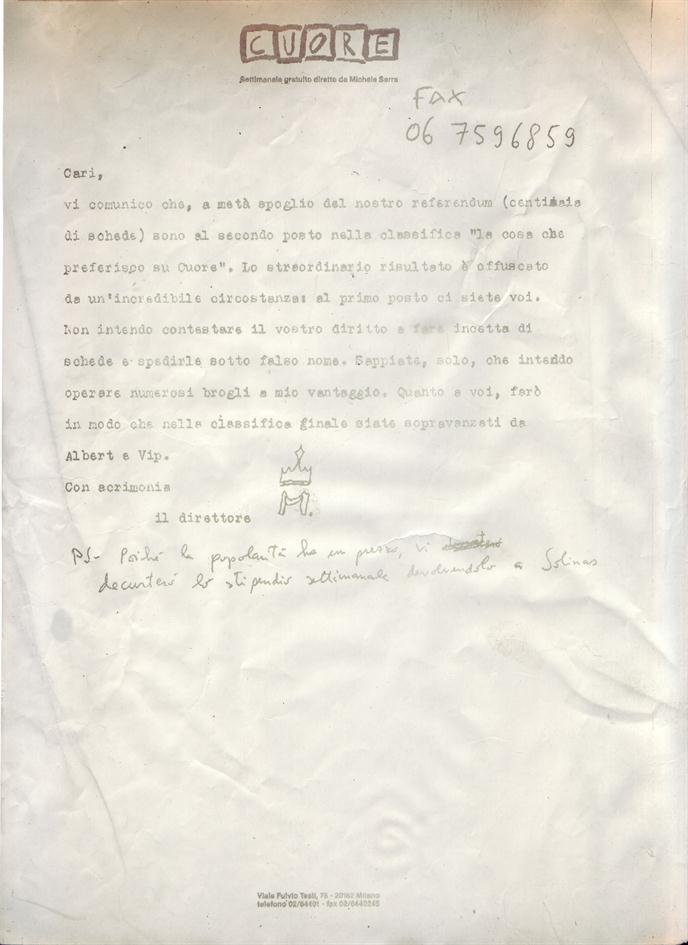 CUORE
Settimanale gratuito diretto da Michele Serra
FAX
06 7596859
Cari,
vi comunico che, a metà spoglio del nostro referendum (centinaia
di schede) sono al secondo posto nella classifica "la cosa che
preferisco su Cuore". Lo straordinario risultato è offuscato
da un'incredibile circostanza: al primo posto ci siete voi.
Non intendo contestare il vostro diritto a fare incetta di
schede e spedirle sotto falso nome. Sappiate, solo, che intendo
operare numerosi brogli a mio vantaggio. Quanto a voi, farò
in modo che nella classifica finale siate sopravanzati da
Albert e Vip.
Con acrimonia
il direttore
M.
PS- Poiché la popolarità ha un prezzo, vi
decurterò lo stipendio settimanale devolvendolo a Solinas
Viale Fulvio Testi, 75 - 20162 Milano
telefono 02/64401 - fax 02/6440245